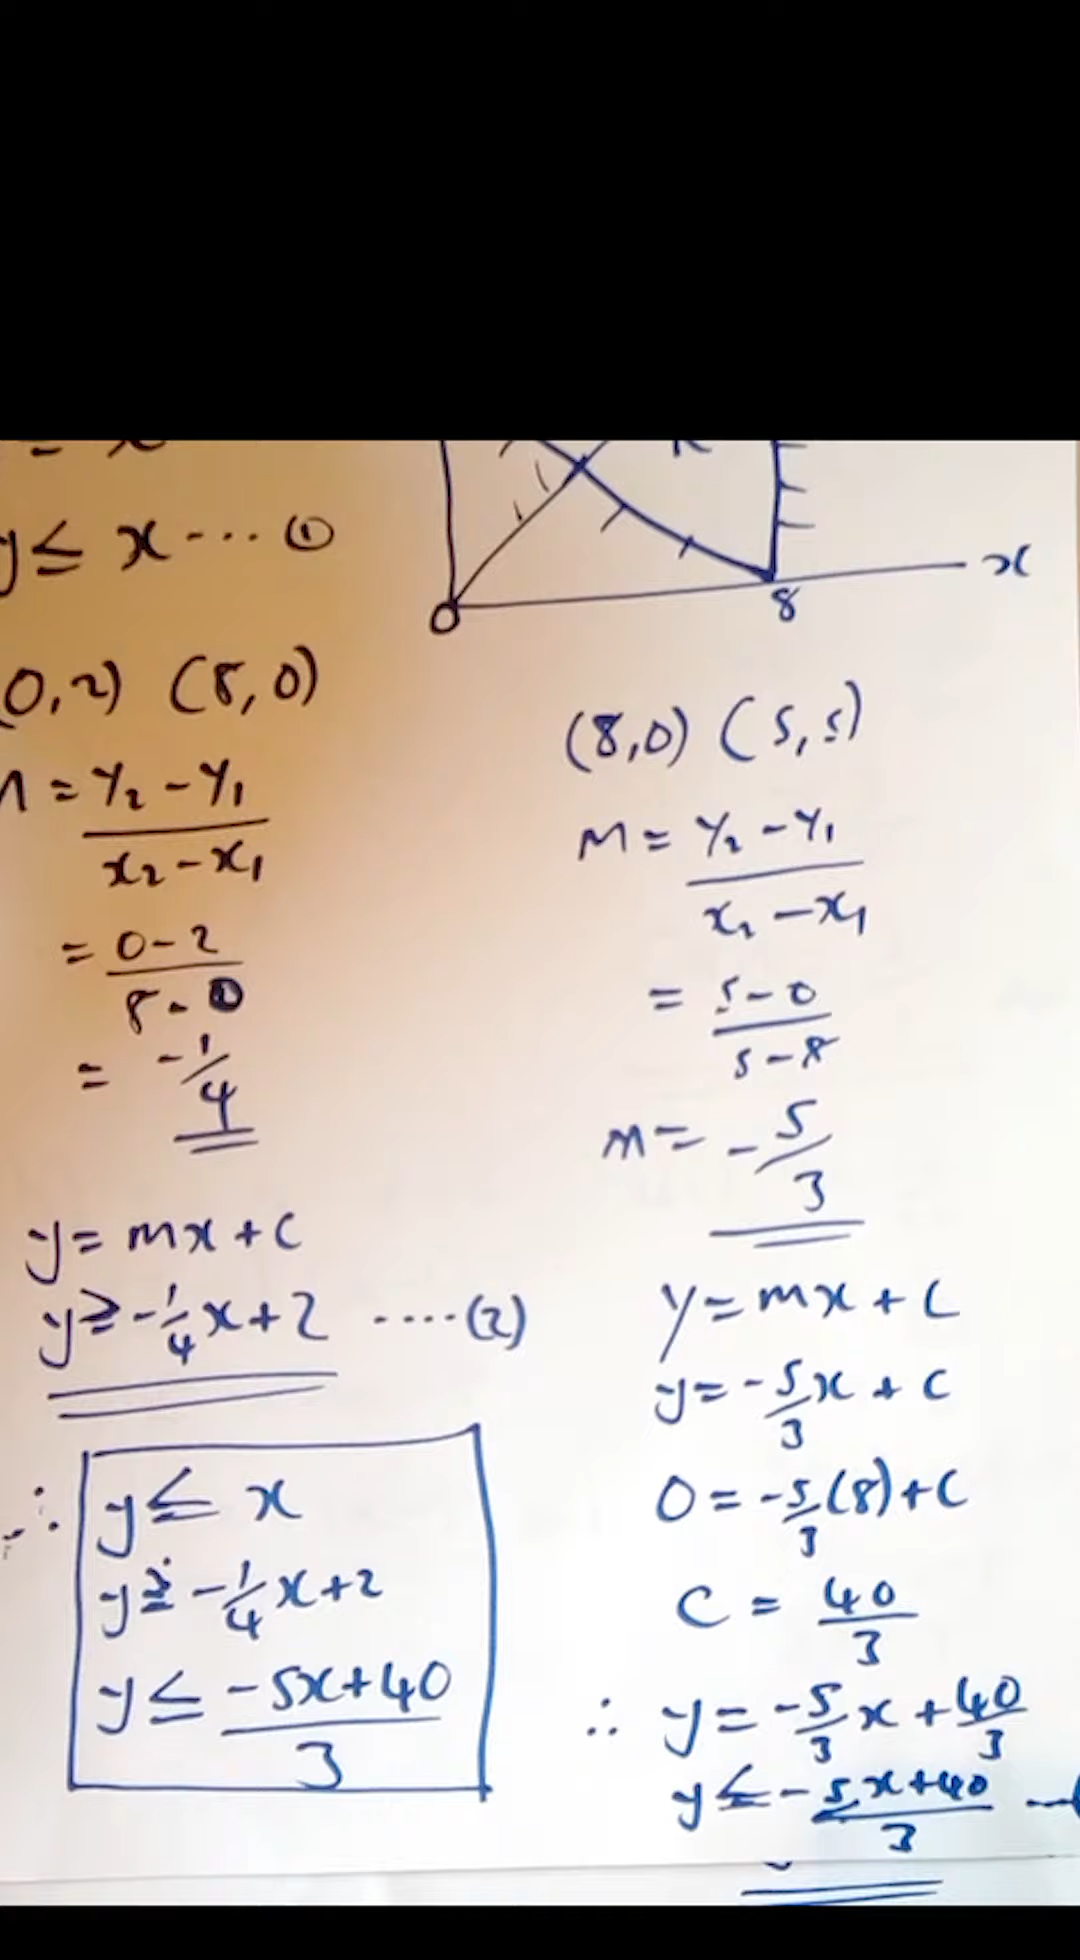 = x
y ≤ x --- ①
(0,2) (8,0)
M = y₂ - y₁
x₂ - x₁
= 0 - 2
8 - 0
= -1/4
y = mx + c
y ≥ -1/4 x + 2 ----(2)
∴ y ≤ x
y ≥ -1/4 x + 2
y ≤ -5x + 40
3
R
O
8
x
(8,0) (5,5)
M = y₂ - y₁
x₂ - x₁
= 5 - 0
5 - 8
M = -5/3
y = mx + c
y = -5/3 x + c
0 = -5/3 (8) + c
C = 40/3
∴ y = -5/3 x + 40/3
y ≤ -5x + 40
3